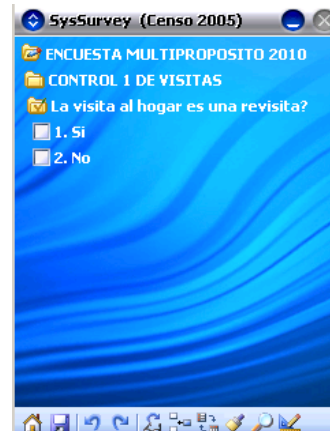 SysSurvey (Censo 2005)
ENCUESTA MULTIPROPOSITO 2010
CONTROL 1 DE VISITAS
La visita al hogar es una revisita?
1. Si
2. No